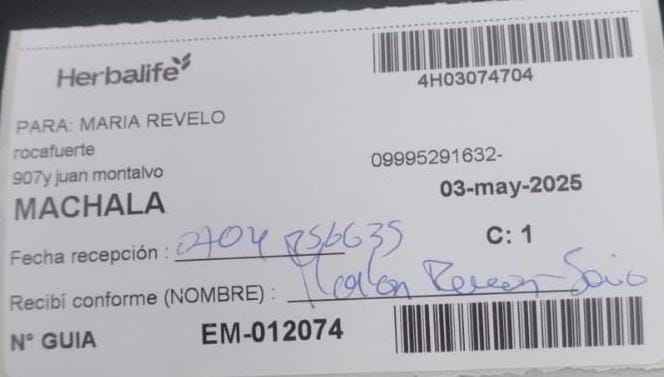 Herbalife
4H03074704
PARA: MARIA REVELO
rocafuerte
907y juan montalvo
09995291632-
MACHALA
03-may-2025
Fecha recepción :
C: 1
Recibí conforme (NOMBRE) :
N° GUIA
EM-012074